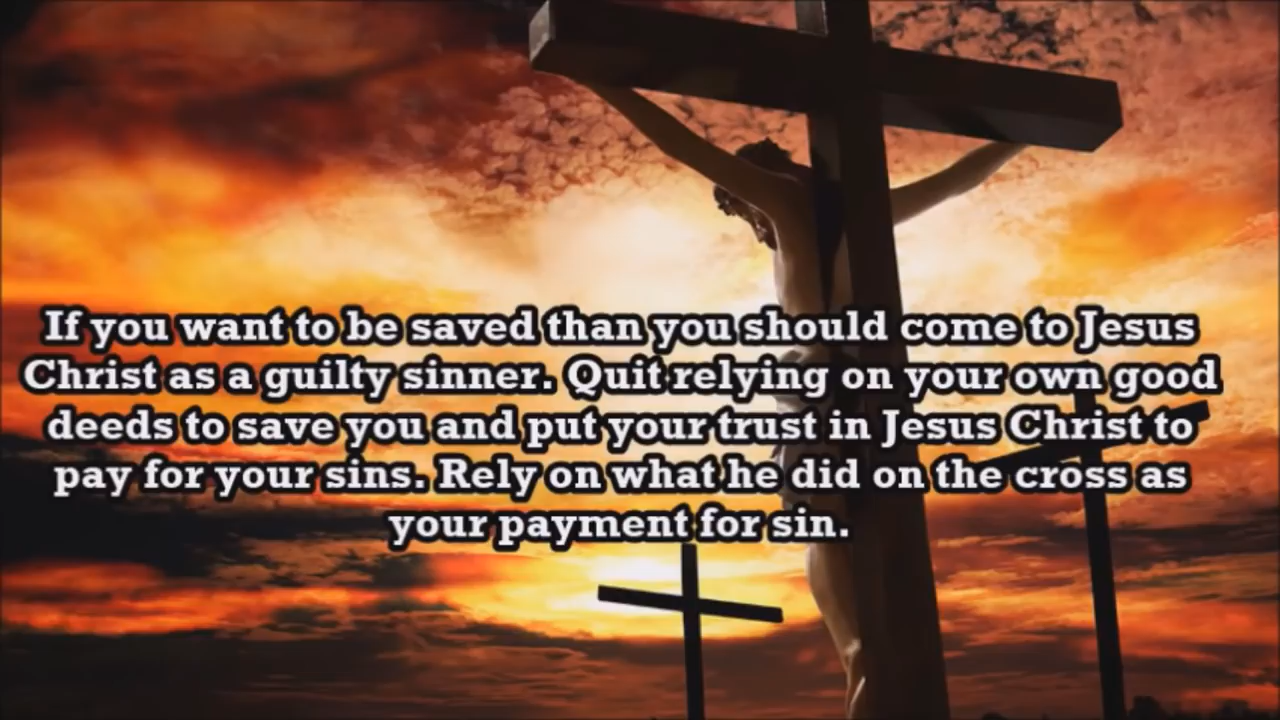 If you want to be saved than you should come to Jesus
Christ as a guilty sinner. Quit relying on your own good
deeds to save you and put your trust in Jesus Christ to
pay for your sins. Rely on what he did on the cross as
your payment for sin.